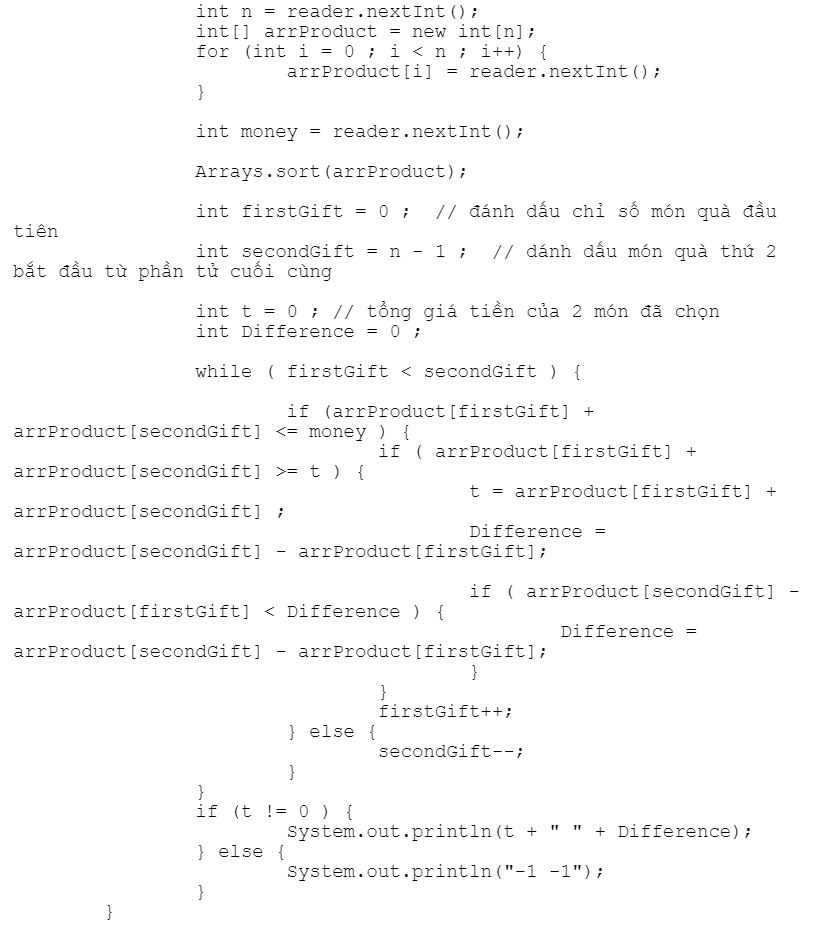 int n = reader.nextInt();
int[] arrProduct = new int[n];
for (int i = 0 ; i < n ; i++) {
arrProduct[i] = reader.nextInt();
}
int money = reader.nextInt();
Arrays.sort(arrProduct);
int firstGift = 0 ;  // đánh dấu chỉ số món quà đầu
tiên
int secondGift = n - 1 ;  // dánh dấu món quà thứ 2
bắt đầu từ phần tử cuối cùng
int t = 0 ; // tổng giá tiền của 2 món đã chọn
int Difference = 0 ;
while ( firstGift < secondGift ) {
if (arrProduct[firstGift] +
arrProduct[secondGift] <= money ) {
if ( arrProduct[firstGift] +
arrProduct[secondGift] >= t ) {
t = arrProduct[firstGift] +
arrProduct[secondGift] ;
Difference =
arrProduct[secondGift] - arrProduct[firstGift];
if ( arrProduct[secondGift] -
arrProduct[firstGift] < Difference ) {
Difference =
arrProduct[secondGift] - arrProduct[firstGift];
}
}
firstGift++;
} else {
secondGift--;
}
}
if (t != 0 ) {
System.out.println(t + " " + Difference);
} else {
System.out.println("-1 -1");
}
}